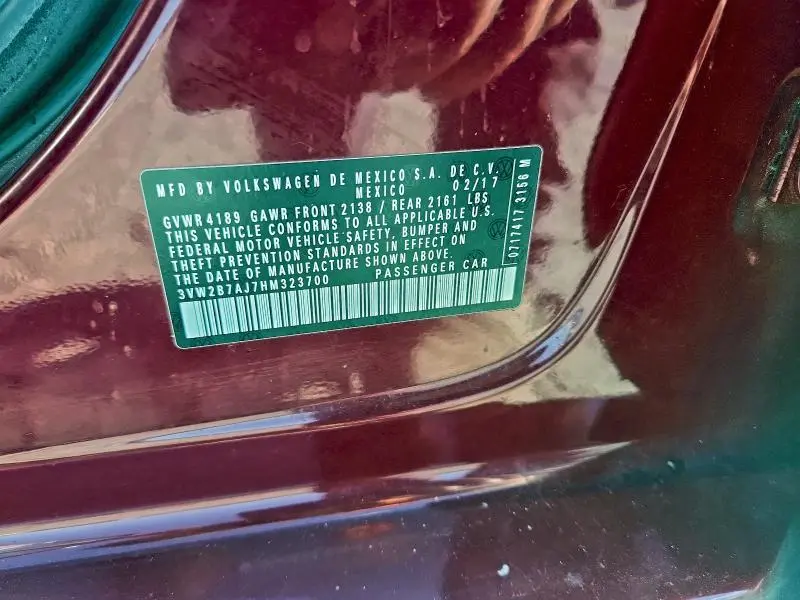 MFD BY VOLKSWAGEN DE MEXICO S.A. DE C.V.
MEXICO 02/17
GVWR 4189 GAWR FRONT 2138 / REAR 2161 LBS
THIS VEHICLE CONFORMS TO ALL APPLICABLE U.S.
FEDERAL MOTOR VEHICLE SAFETY, BUMPER AND
THEFT PREVENTION STANDARDS IN EFFECT ON
THE DATE OF MANUFACTURE SHOWN ABOVE.
3VW2B7AJ7HM323700 PASSENGER CAR
0717417 3156 M